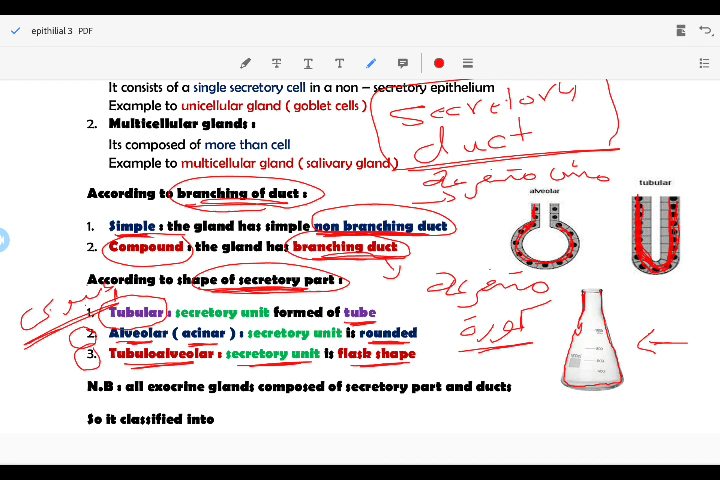 epithilial 3 PDF
It consists of a single secretory cell in a non – secretory epithelium
Example to unicellular gland ( goblet cells )
secretory
duct
2. Multicellular glands :
Its composed of more than cell
Example to multicellular gland ( salivary gland )
According to branching of duct :
alveolar
tubular
1. Simple : the gland has simple non branching duct
2. Compound : the gland has branching duct
According to shape of secretory part :
1. Tubular : secretory unit formed of tube
2. Alveolar ( acinar ) : secretory unit is rounded
3. Tubuloalveolar : secretory unit is flask shape
N.B : all exocrine glands composed of secretory part and ducts
So it classified into